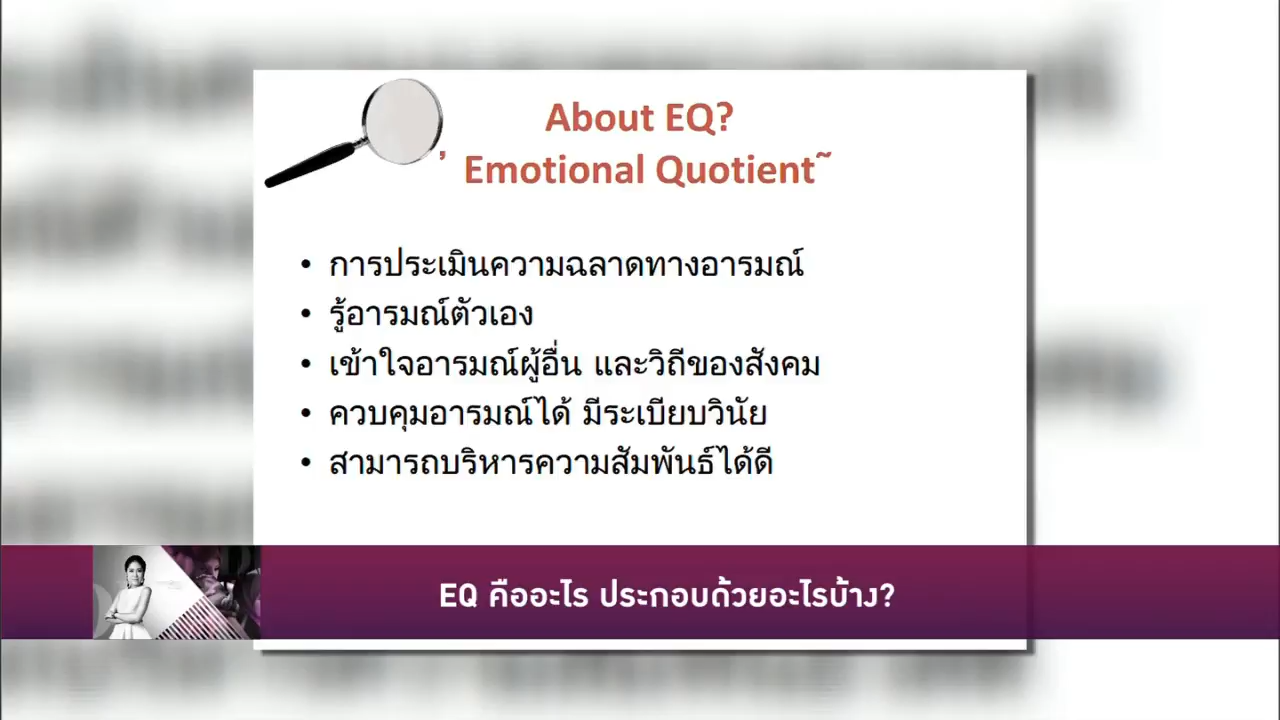 About EQ?
’ Emotional Quotient ~
• การประเมินความฉลาดทางอารมณ์
• รู้อารมณ์ตัวเอง
• เข้าใจอารมณ์ผู้อื่น และวิถีของสังคม
• ควบคุมอารมณ์ได้ มีระเบียบวินัย
• สามารถบริหารความสัมพันธ์ได้ดี
EQ คืออะไร ประกอบด้วยอะไรบ้าง?